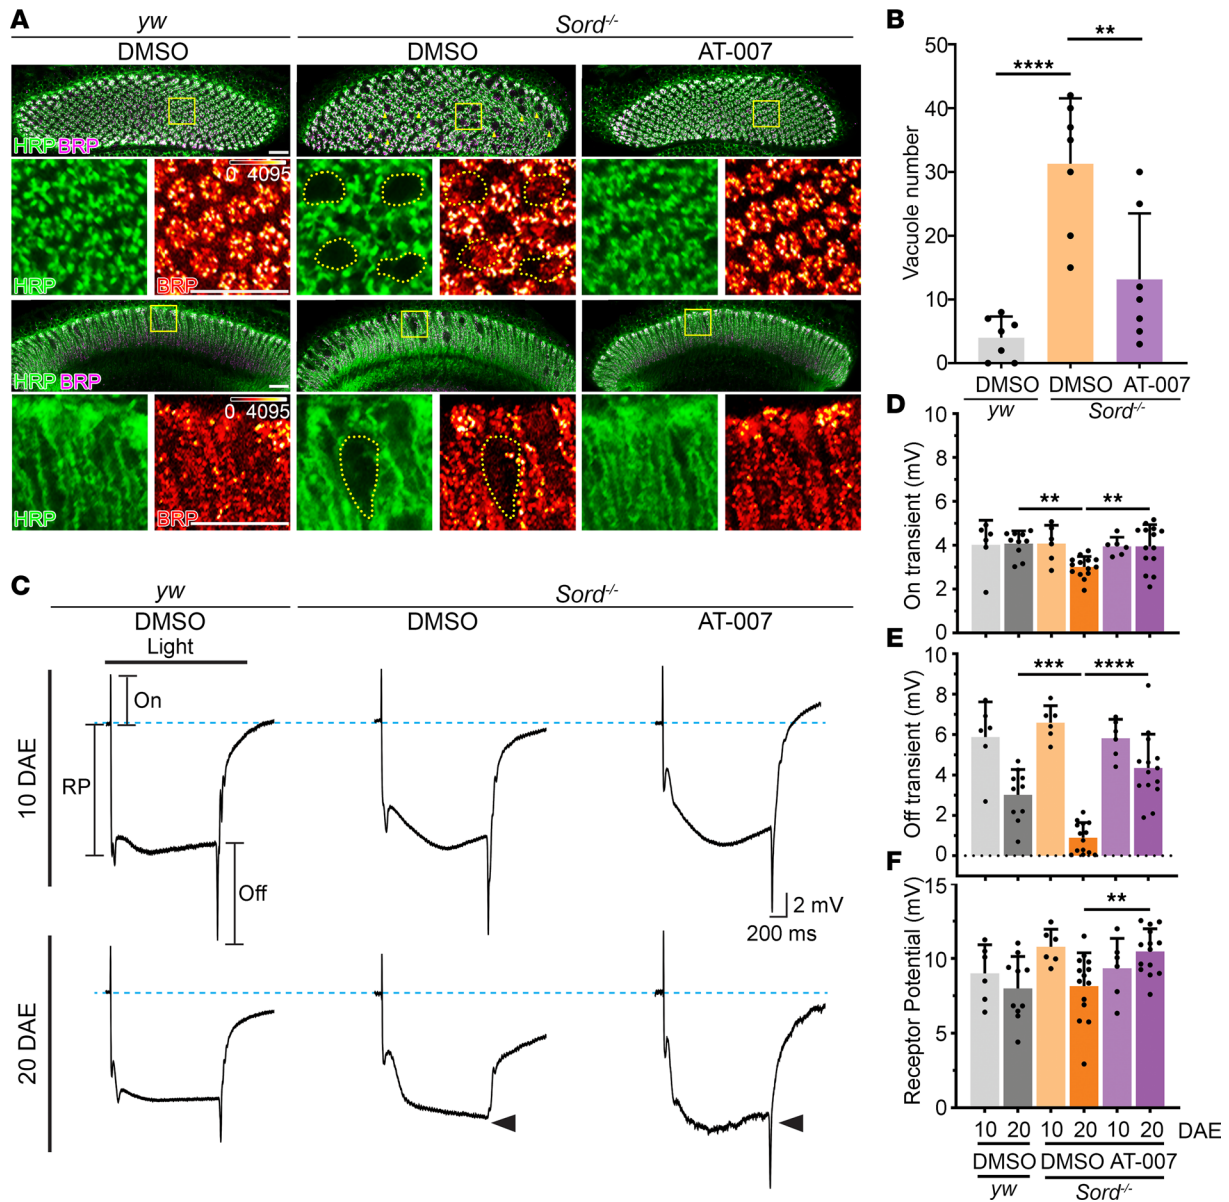 A
yw
Sord-/-
DMSO
DMSO
AT-007
HRP BRP
0 4095
HRP
BRP
HRP BRP
0 4095
HRP
BRP
B
Vacuole number
50
40
30
20
10
0
**
****
DMSO
DMSO
AT-007
yw
Sord-/-
C
yw
Sord-/-
DMSO
DMSO
AT-007
Light
On
RP
Off
10 DAE
2 mV
200 ms
20 DAE
D
On transient (mV)
10
8
6
4
2
0
**
**
E
Off transient (mV)
10
8
6
4
2
0
***
****
F
Receptor Potential (mV)
15
10
5
0
**
10 20 10 20 10 20 DAE
DMSO DMSO AT-007
yw
Sord-/-